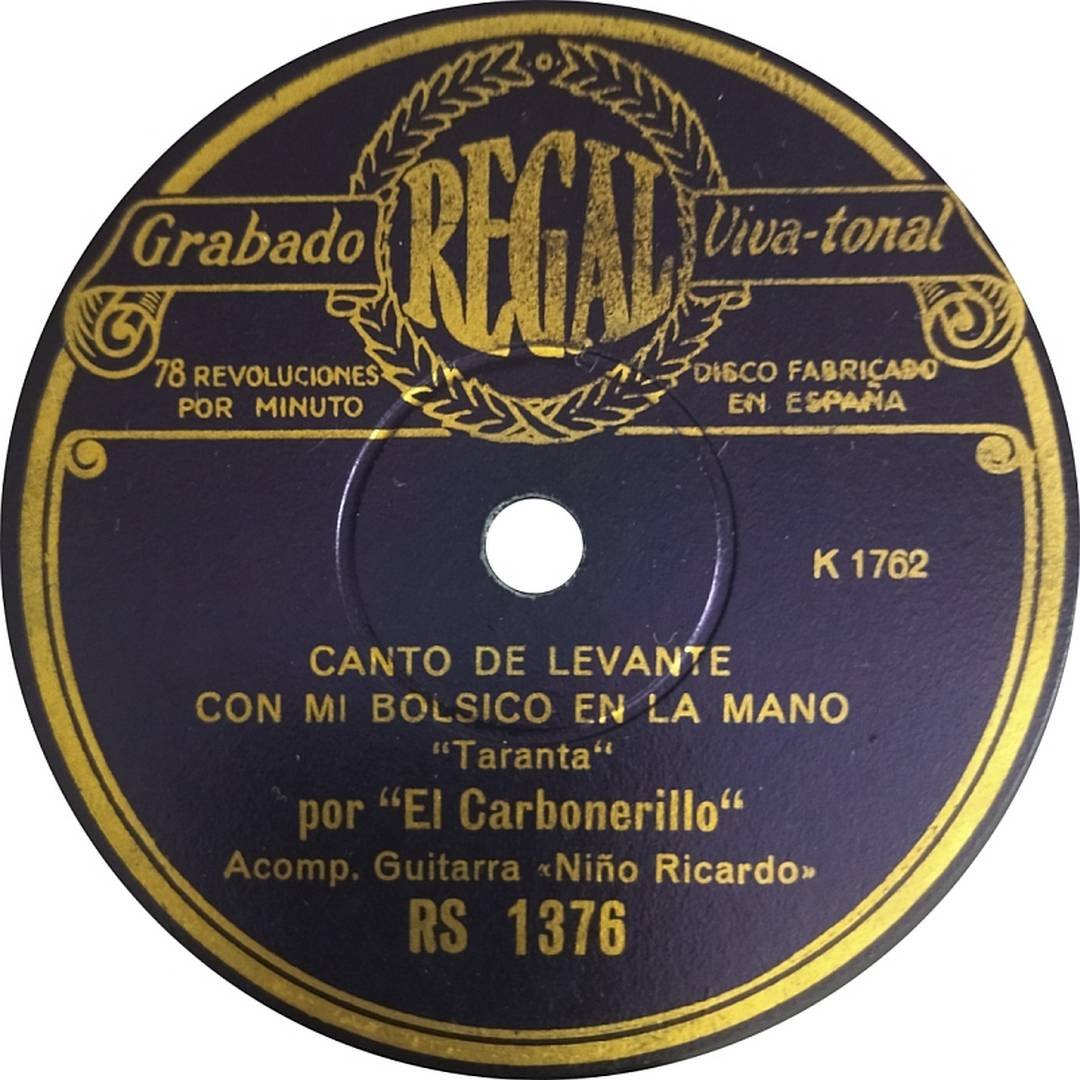 REGAL
Grabado Viva-tonal
78 REVOLUCIONES
POR MINUTO
DISCO FABRICADO
EN ESPAÑA
K 1762
CANTO DE LEVANTE
CON MI BOLSICO EN LA MANO
“Taranta“
por “El Carbonerillo“
Acomp. Guitarra «Niño Ricardo»
RS 1376